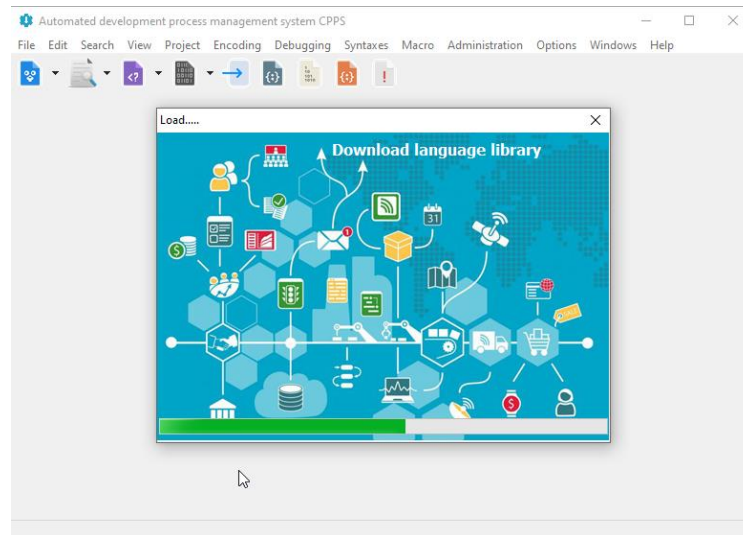 Automated development process management system CPPS
File Edit Search View Project Encoding Debugging Syntaxes Macro Administration Options Windows Help
Load.....
Download language library
31
1
$
$